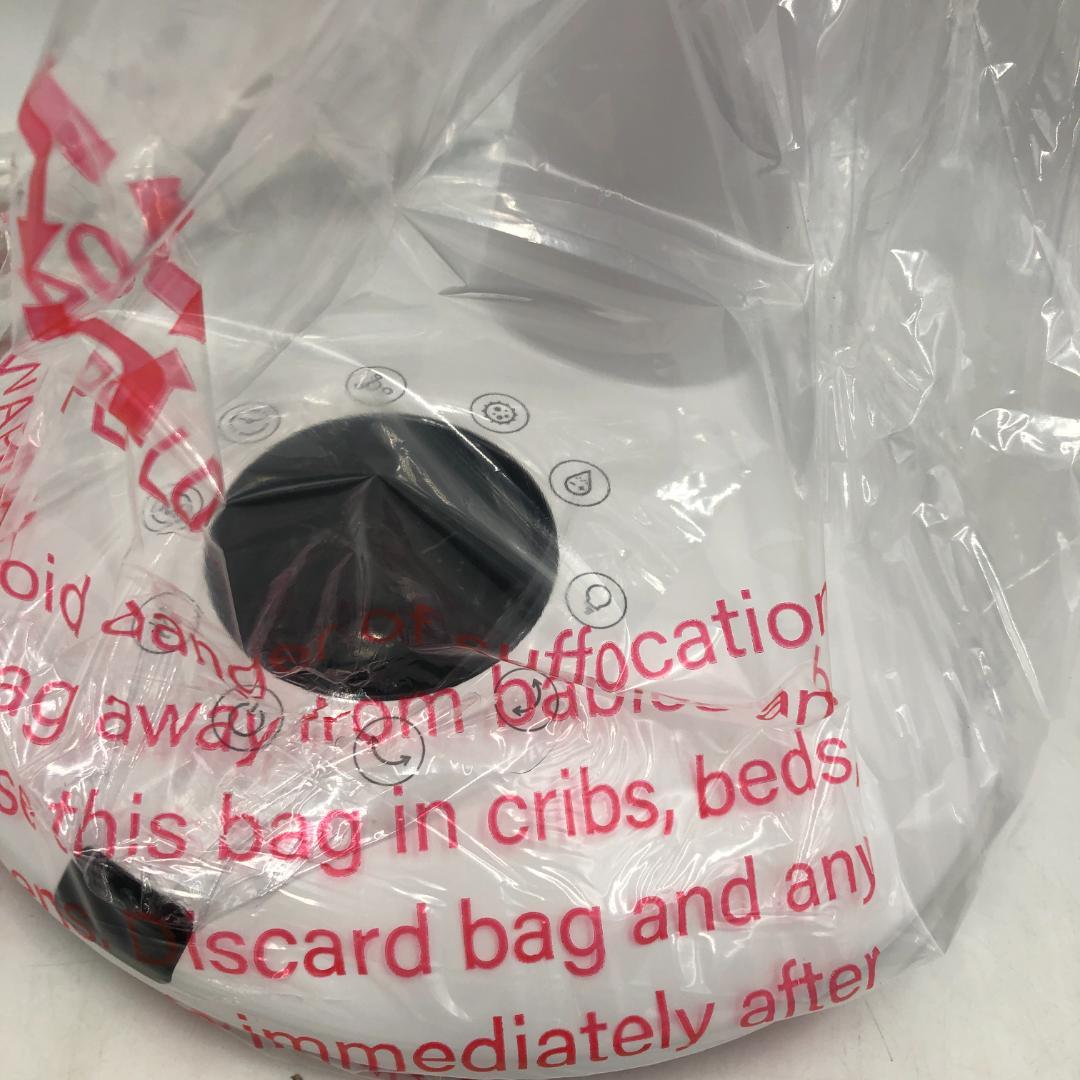 oid danger of suffocation
ag away from babies an
se this bag in cribs, beds,
ens. Discard bag and any
immediately after